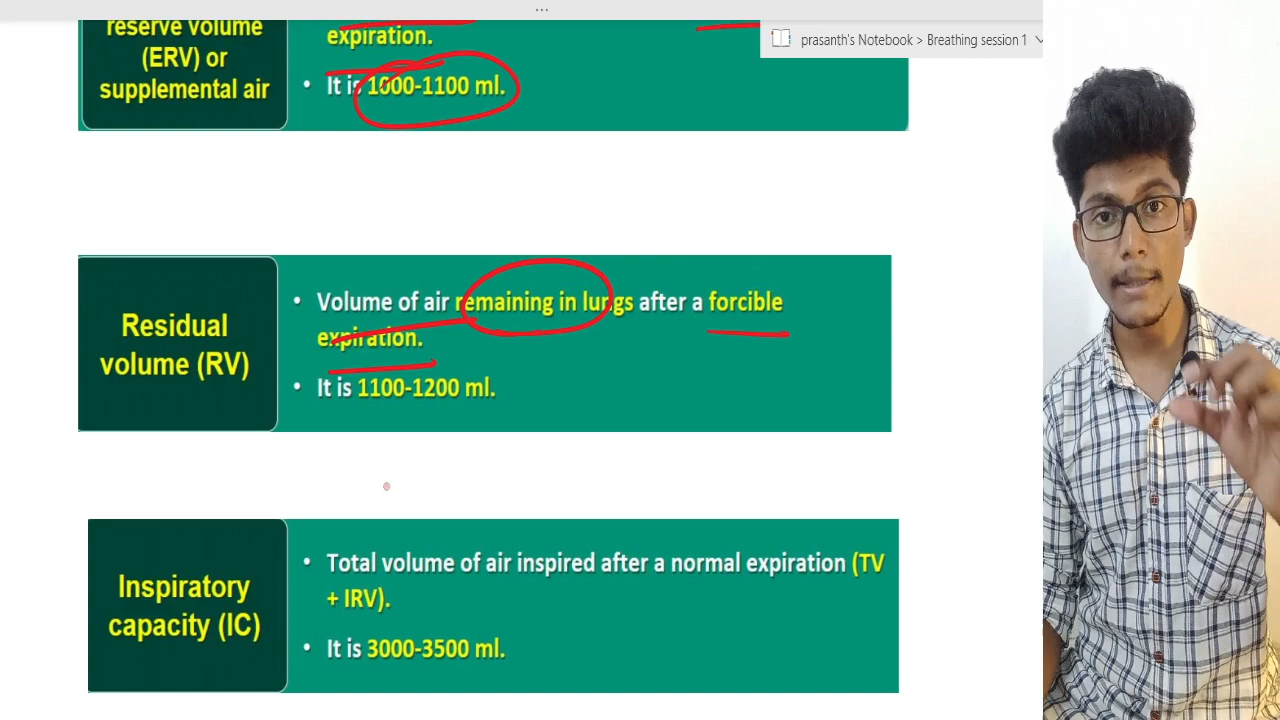 ...
prasanth's Notebook > Breathing session 1
reserve volume
(ERV) or
supplemental air
expiration.
• It is 1000-1100 ml.
Residual
volume (RV)
• Volume of air remaining in lungs after a forcible
expiration.
• It is 1100-1200 ml.
Inspiratory
capacity (IC)
• Total volume of air inspired after a normal expiration (TV
+ IRV).
• It is 3000-3500 ml.